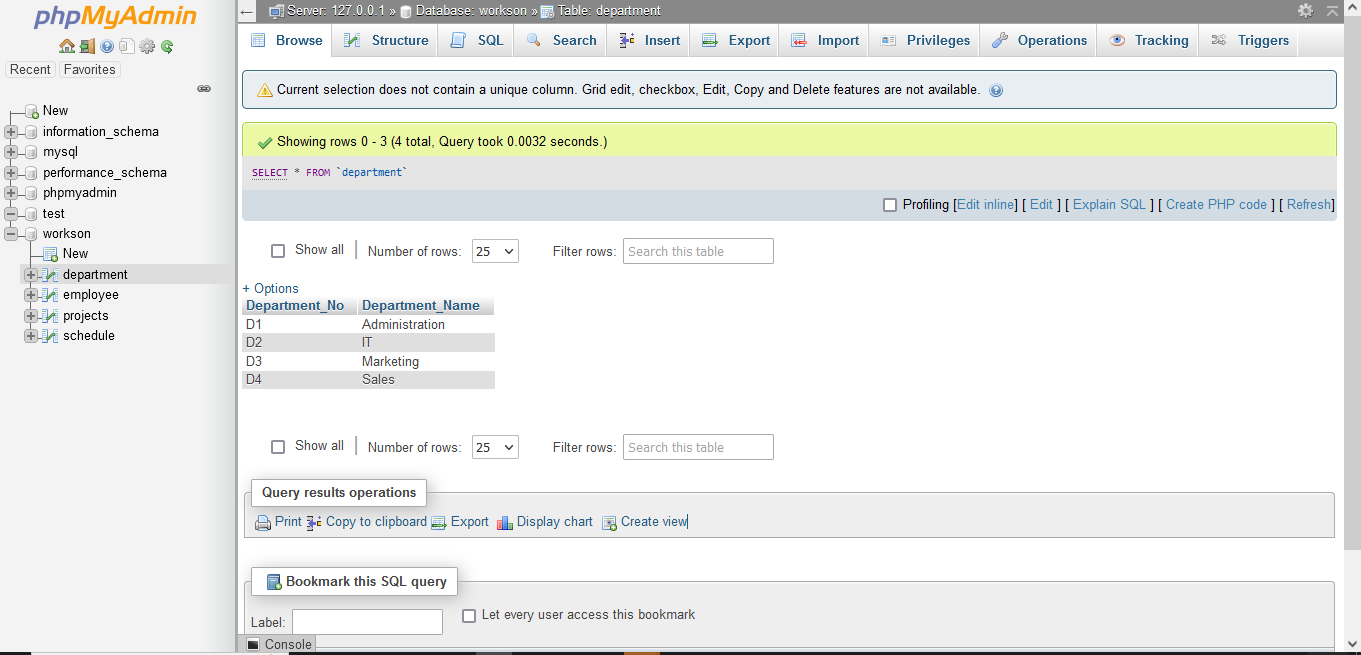 phpMyAdmin
Recent Favorites
New
information_schema
mysql
performance_schema
phpmyadmin
test
workson
New
department
employee
projects
schedule
Server: 127.0.0.1 » Database: workson » Table: department
Browse Structure SQL Search Insert Export Import Privileges Operations Tracking Triggers
Current selection does not contain a unique column. Grid edit, checkbox, Edit, Copy and Delete features are not available.
Showing rows 0 - 3 (4 total, Query took 0.0032 seconds.)
SELECT * FROM `department`
Profiling [Edit inline] [ Edit ] [ Explain SQL ] [ Create PHP code ] [ Refresh]
Show all Number of rows: 25 Filter rows: Search this table
+ Options
Department_No Department_Name
D1 Administration
D2 IT
D3 Marketing
D4 Sales
Show all Number of rows: 25 Filter rows: Search this table
Query results operations
Print Copy to clipboard Export Display chart Create view
Bookmark this SQL query
Label: Let every user access this bookmark
Console